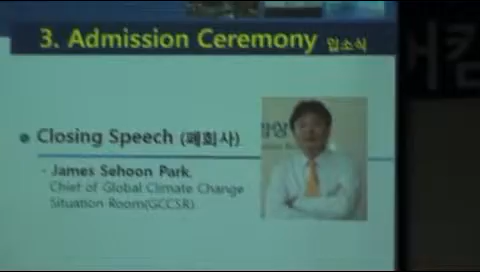 3. Admission Ceremony 입소식
Closing Speech (폐회사)
- James Sehoon Park,
Chief of Global Climate Change
Situation Room(GCCSR)